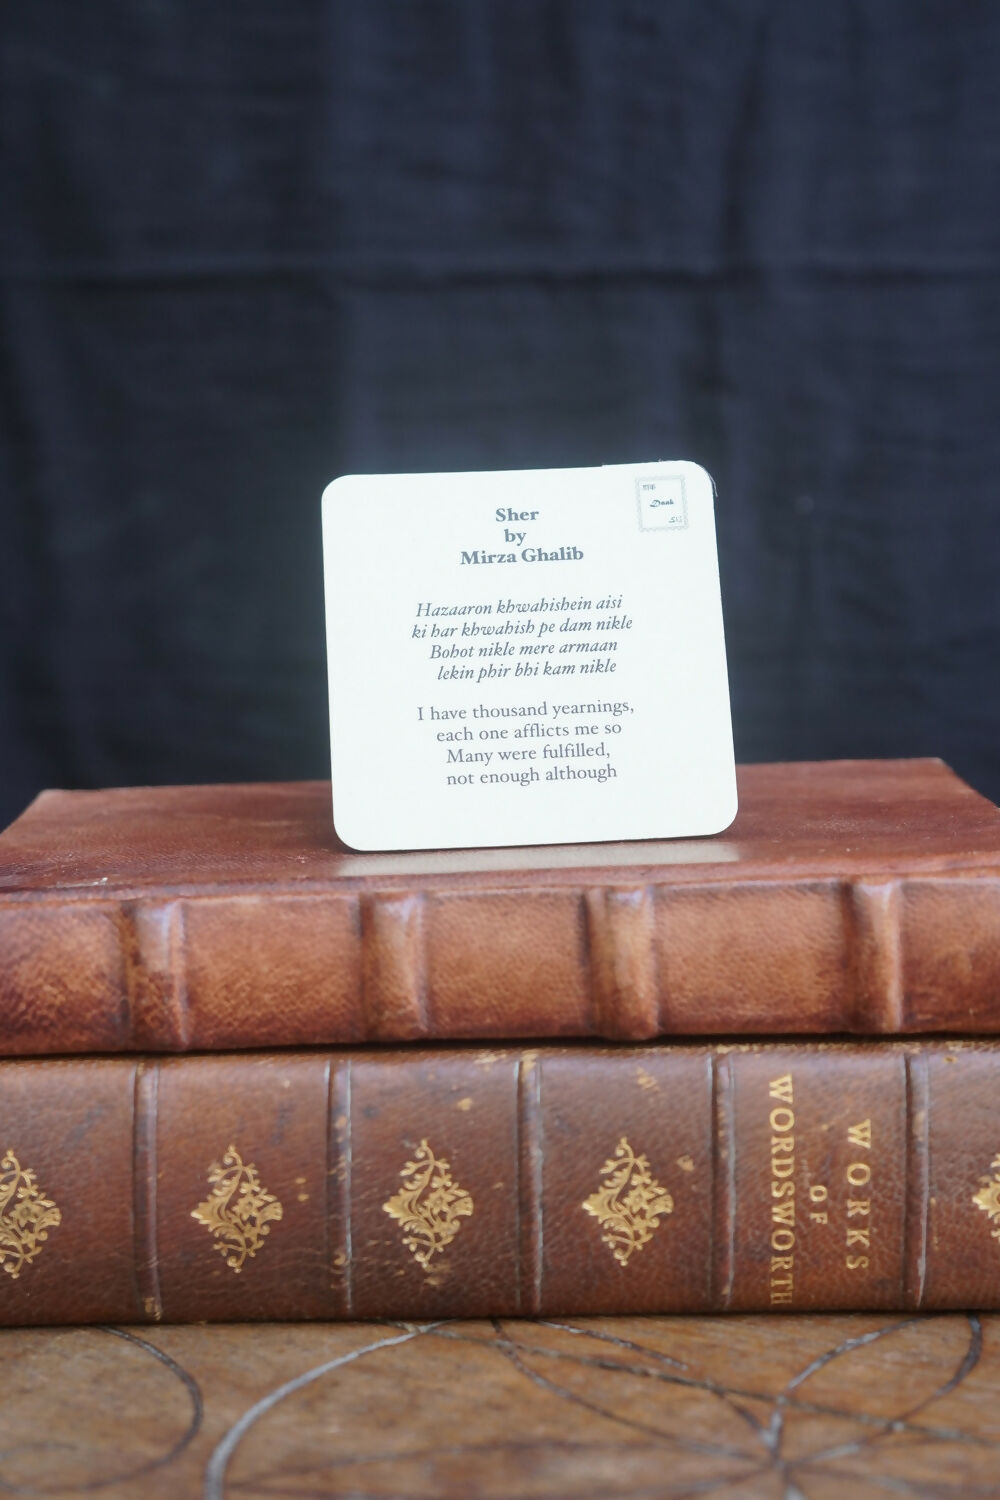 Sher
by
Mirza Ghalib
Daak
Hazaaron khwahishein aisi
ki har khwahish pe dam nikle
Bohot nikle mere armaan
lekin phir bhi kam nikle
I have thousand yearnings,
each one afflicts me so
Many were fulfilled,
not enough although
WORKS
OF
WORDSWORTH